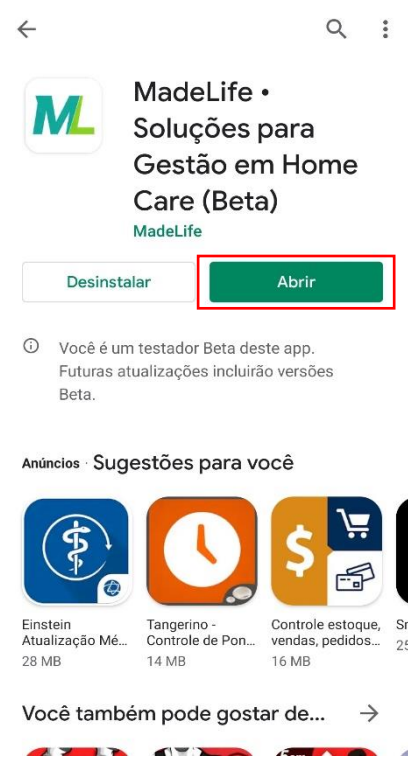 ML
MadeLife •
Soluções para
Gestão em Home
Care (Beta)
MadeLife
Desinstalar
Abrir
Você é um testador Beta deste app.
Futuras atualizações incluirão versões
Beta.
Anúncios · Sugestões para você
Einstein
Atualização Mé...
28 MB
Tangerino -
Controle de Pon...
14 MB
Controle estoque,
vendas, pedidos...
16 MB
Você também pode gostar de...